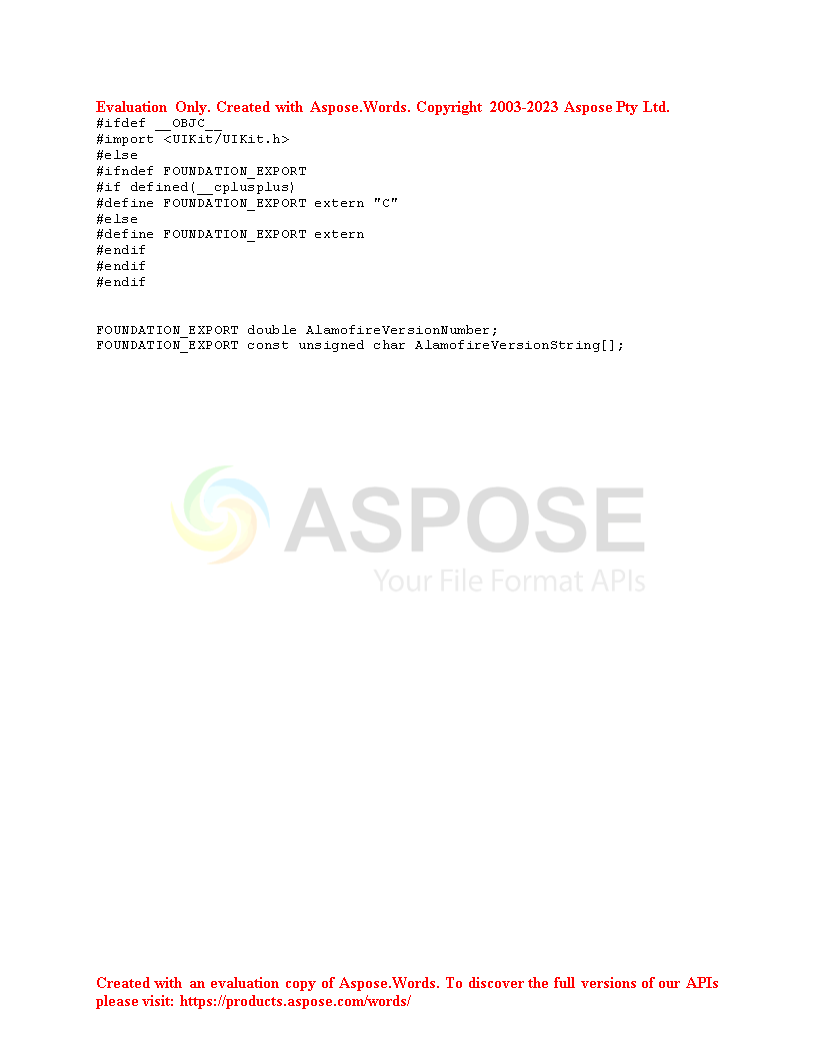 Evaluation Only. Created with Aspose.Words. Copyright 2003-2023 Aspose Pty Ltd.
#ifdef __OBJC__
#import <UIKit/UIKit.h>
#else
#ifndef FOUNDATION_EXPORT
#if defined(__cplusplus)
#define FOUNDATION_EXPORT extern "C"
#else
#define FOUNDATION_EXPORT extern
#endif
#endif
#endif
FOUNDATION_EXPORT double AlamofireVersionNumber;
FOUNDATION_EXPORT const unsigned char AlamofireVersionString[];
ASPOSE
Your File Format APIs
Created with an evaluation copy of Aspose.Words. To discover the full versions of our APIs
please visit: https://products.aspose.com/words/